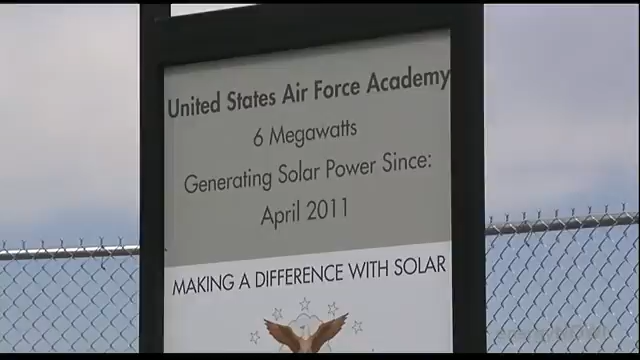 United States Air Force Academy
6 Megawatts
Generating Solar Power Since:
April 2011
MAKING A DIFFERENCE WITH SOLAR